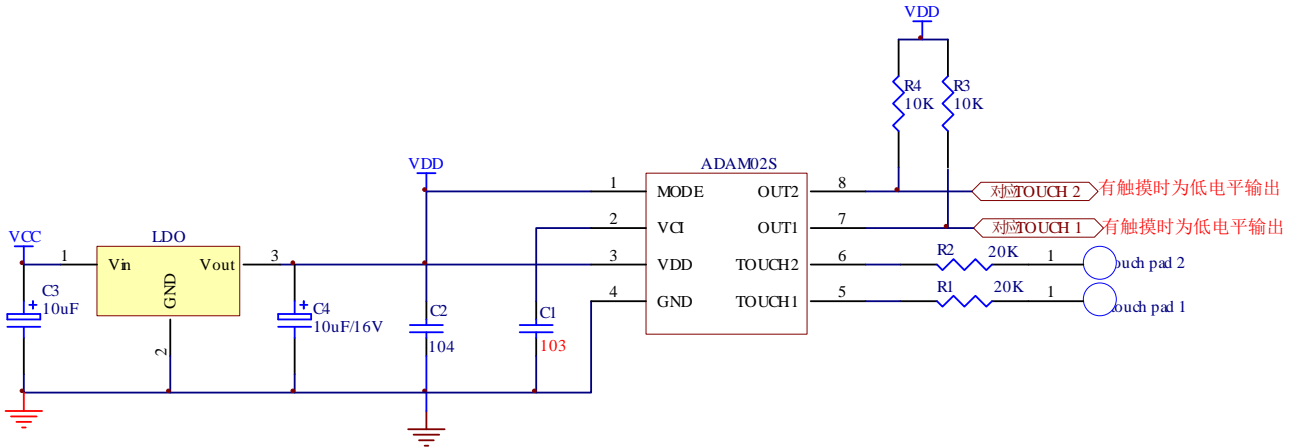 VDD
R4
10K
R3
10K
ADAM02S
VDD
1
MODE
OUT2
8
对应TOUCH 2
有触摸时为低电平输出
2
VCI
OUT1
7
对应TOUCH 1
有触摸时为低电平输出
VCC
LDO
1
Vin
Vout
3
GND
2
3
VDD
TOUCH2
6
R2
20K
1
ouch pad 2
4
GND
TOUCH1
5
R1
20K
1
touch pad 1
C3
10uF
C4
10uF/16V
C2
104
C1
103